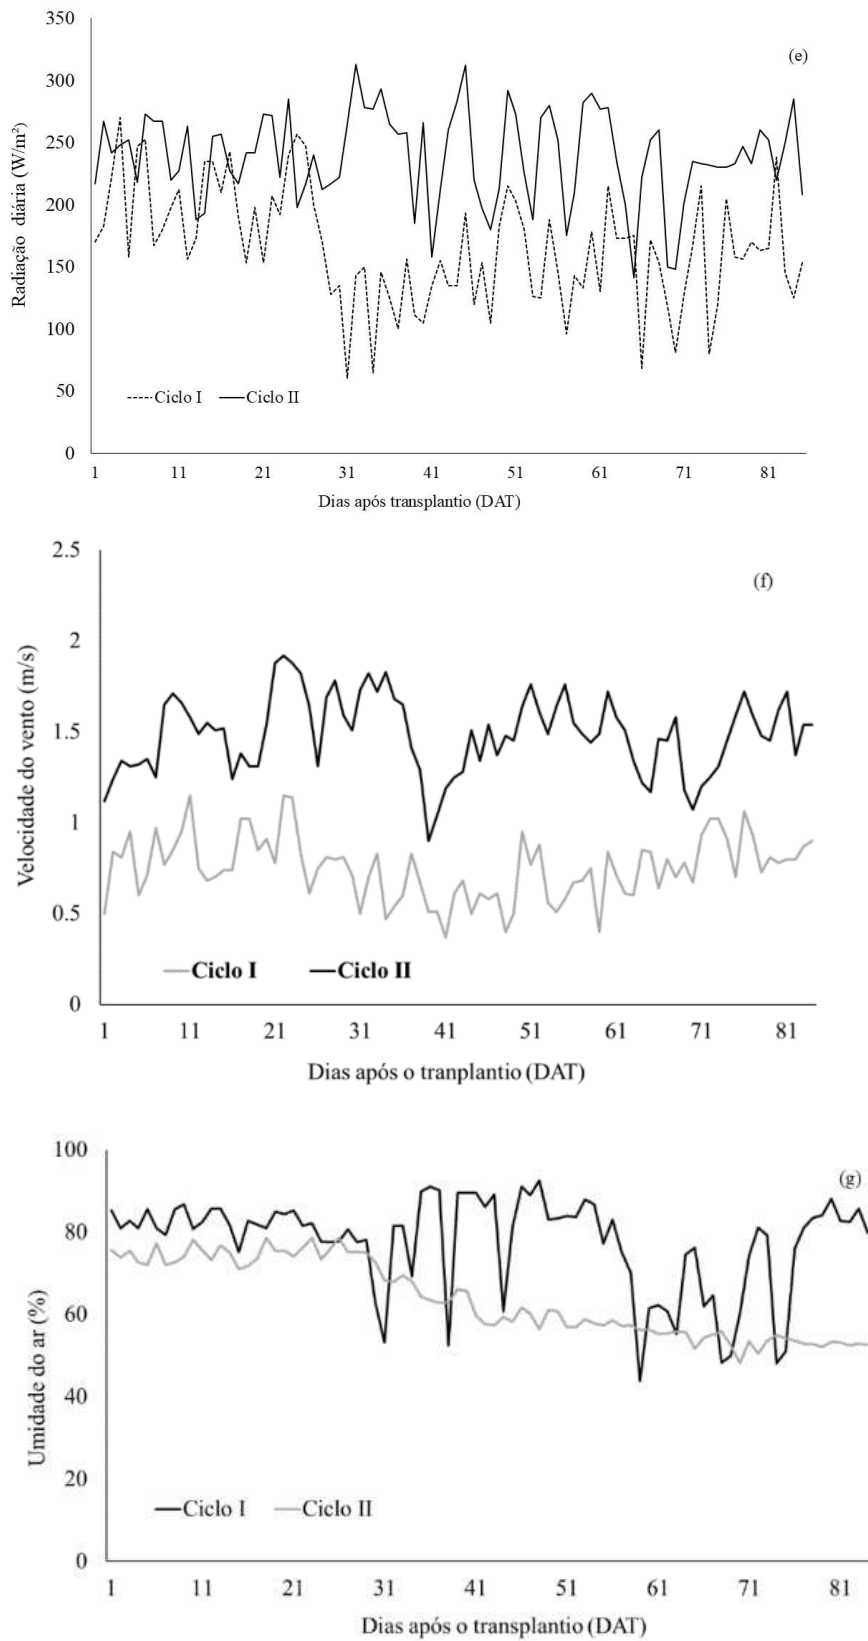 350
(e)
300
250
200
150
100
50
0
Radiação diária (W/m²)
Ciclo I Ciclo II
1 11 21 31 41 51 61 71 81
Dias após transplantio (DAT)
2.5
(f)
2
1.5
1
0.5
0
Velocidade do vento (m/s)
Ciclo I Ciclo II
1 11 21 31 41 51 61 71 81
Dias após o tranplantio (DAT)
100
(g)
80
60
40
20
0
Umidade do ar (%)
Ciclo I Ciclo II
1 11 21 31 41 51 61 71 81
Dias após o transplantio (DAT)